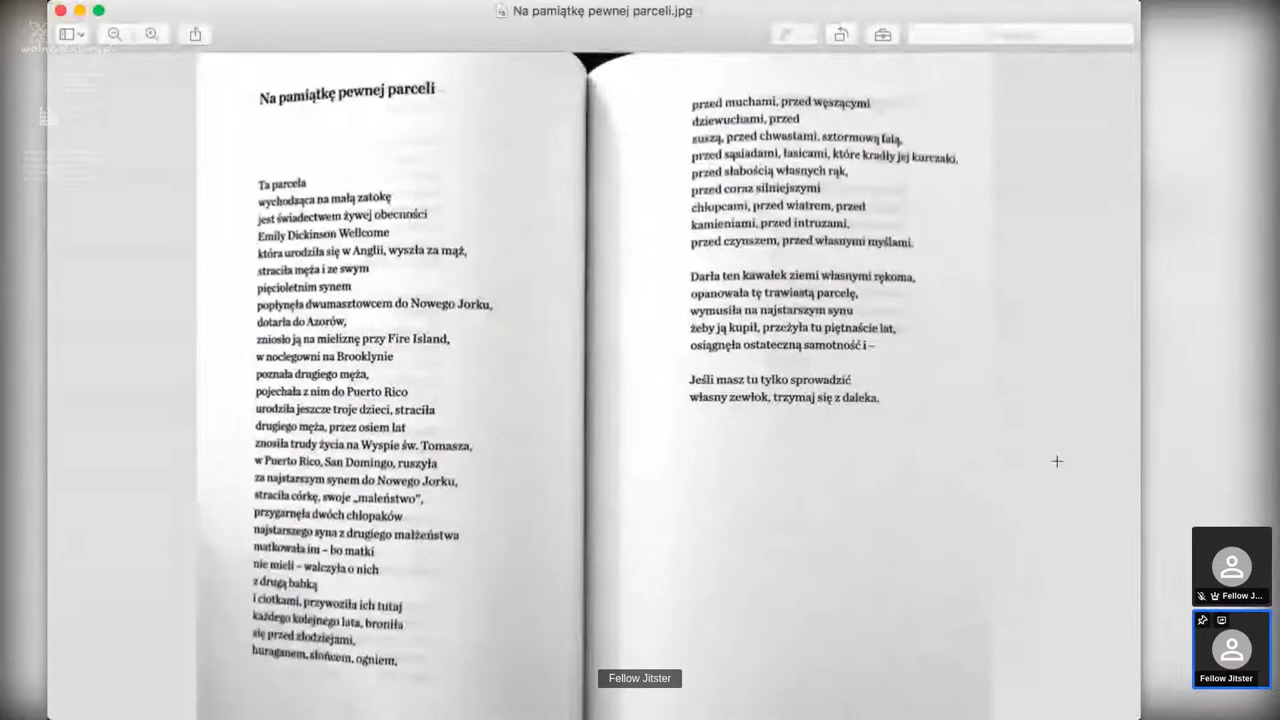 Na pamiątkę pewnej parceli.jpg
Na pamiątkę pewnej parceli
Ta parcela
wychodząca na małą zatokę
jest świadectwem żywej obecności
Emily Dickinson Wellcome
która urodziła się w Anglii, wyszła za mąż,
straciła męża i ze swym
pięcioletnim synem
popłynęła dwumasztowcem do Nowego Jorku,
dotarła do Azorów,
zniosło ją na mieliznę przy Fire Island,
w noclegowni na Brooklynie
poznała drugiego męża,
pojechała z nim do Puerto Rico
urodziła jeszcze troje dzieci, straciła
drugiego męża, przez osiem lat
znosiła trudy życia na Wyspie św. Tomasza,
w Puerto Rico, San Domingo, ruszyła
za najstarszym synem do Nowego Jorku,
straciła córkę, swoje „maleństwo",
przygarnęła dwóch chłopaków
najstarszego syna z drugiego małżeństwa
matkowała im – bo matki
nie mieli – walczyła o nich
z drugą babką
i ciotkami, przywoziła ich tutaj
każdego kolejnego lata, broniła
się przed złodziejami,
huraganem, słońcem, ogniem,
przed muchami, przed węszącymi
dziewuchami, przed
suszą, przed chwastami, sztormową falą,
przed sąsiadami, łasicami, które kradły jej kurczaki,
przed słabością własnych rąk,
przed coraz silniejszymi
chłopcami, przed wiatrem, przed
kamieniami, przed intruzami,
przed czynszem, przed własnymi myślami.
Darła ten kawałek ziemi własnymi rękoma,
opanowała tę trawiastą parcelę,
wymusiła na najstarszym synu
żeby ją kupił, przeżyła tu piętnaście lat,
osiągnęła ostateczną samotność i –
Jeśli masz tu tylko sprowadzić
własny zewłok, trzymaj się z daleka.
Fellow J...
Fellow Jitster
Fellow Jitster